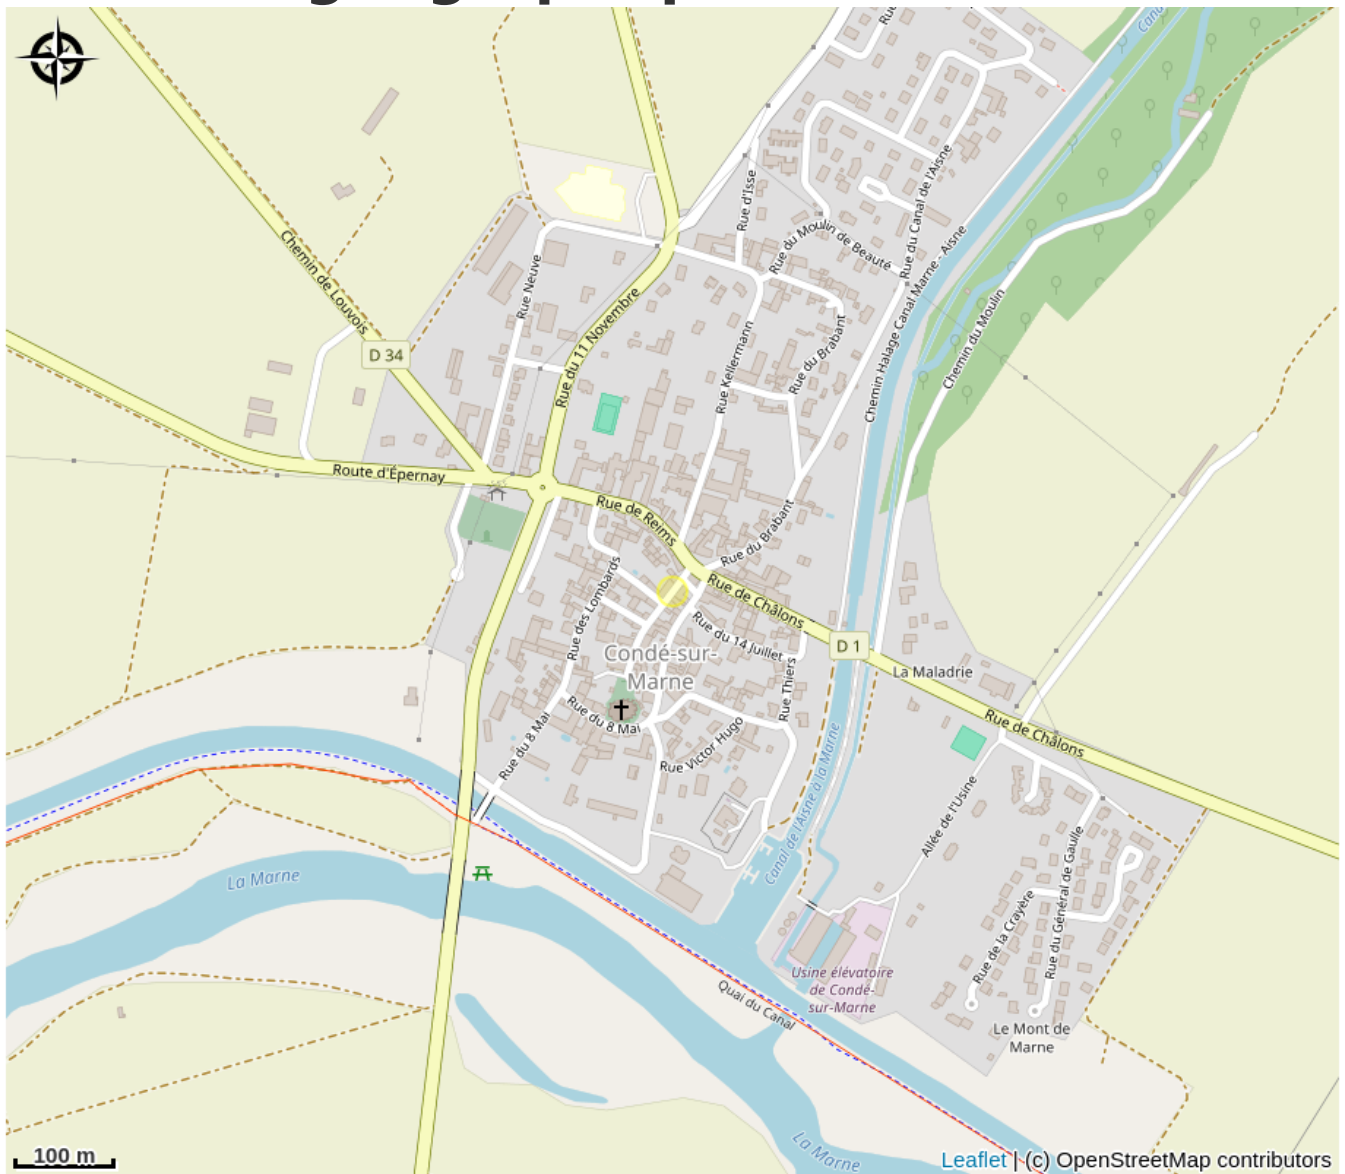 Canal
Rue
Rue d'Isse
Rue du Canal de l'Aisne
Rue du Moulin de Beauté
Chemin Halage Canal Marne - Aisne
Chemin de Louvois
Rue Neuve
Rue du 11 Novembre
Chemin du Moulin
Rue Kellermann
Rue du Brabant
D 34
Route d'Épernay
Rue de Reims
Rue du Brabant
Rue des Lombards
Rue de Châlons
Rue du 14 Juillet
D 1
Condé-sur-
Marne
La Maladrie
Rue Thiers
Rue du 8 Mai
Rue du 8 Mai
Rue Victor Hugo
Rue de Châlons
Canal de l'Aisne à la Marne
Allée de l'Usine
La Marne
Rue du Général de Gaulle
Rue de la Crayère
Usine élévatoire
de Condé-
sur-Marne
Quai du Canal
Le Mont de
Marne
La Marne
100 m
Leaflet | (c) OpenStreetMap contributors